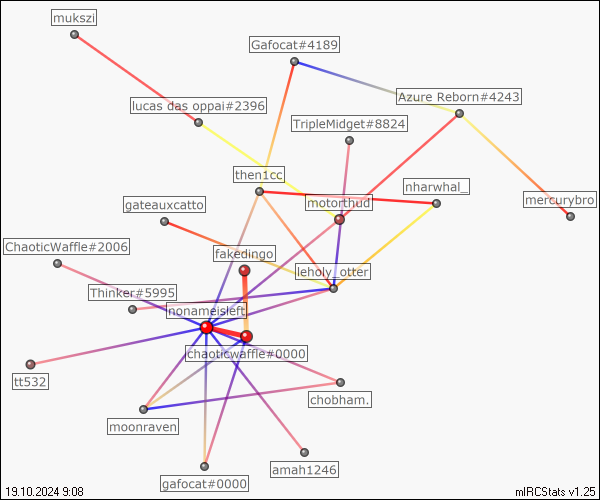 mukszi
Gafocat#4189
Azure Reborn#4243
lucas das oppai#2396
TripleMidget#8824
then1cc
nharwhal_
gateauxcatto
motorthud
mercurybro
ChaoticWaffle#2006
fakedingo
leholy_otter
Thinker#5995
nonameisleft
chaoticwaffle#0000
tt532
chobham.
moonraven
amah1246
gafocat#0000
19.10.2024 9:08
mIRCStats v1.25